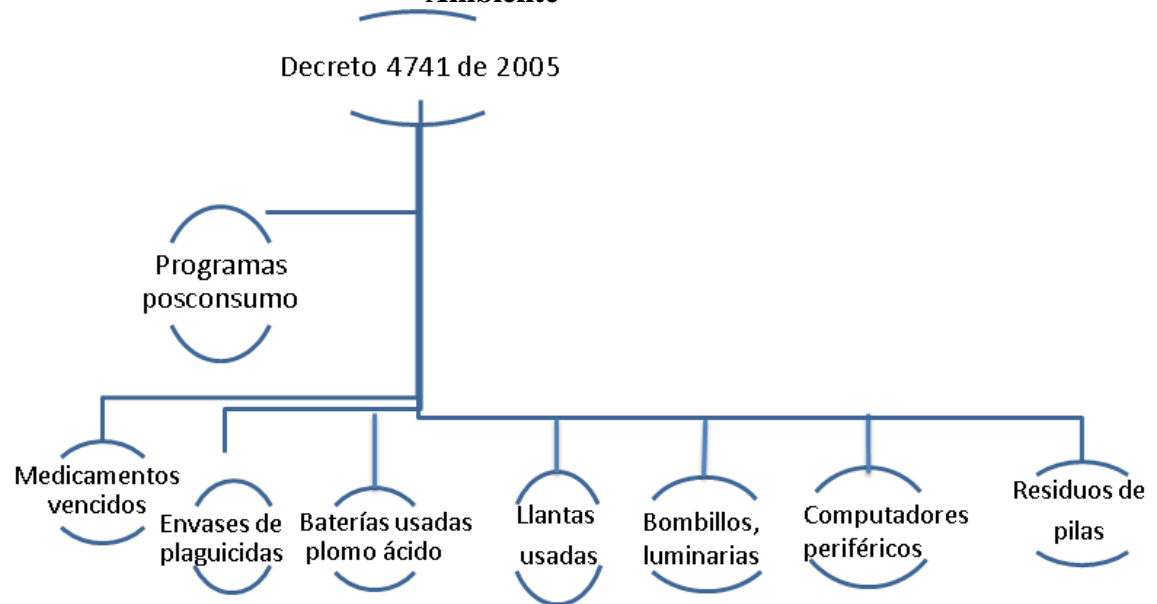 Ambiente
Decreto 4741 de 2005
Programas
posconsumo
Medicamentos
vencidos
Envases de
plaguicidas
Baterías usadas
plomo ácido
Llantas
usadas
Bombillos,
luminarias
Computadores
periféricos
Residuos de
pilas